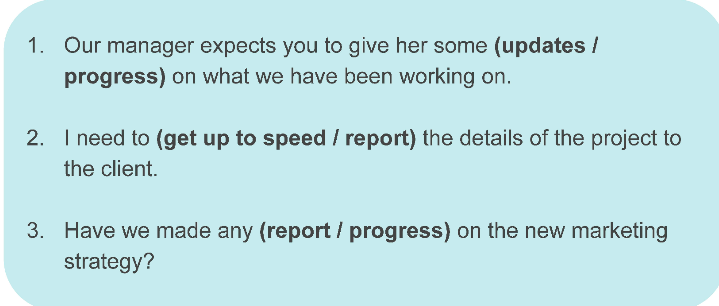 1. Our manager expects you to give her some (updates /
progress) on what we have been working on.
2. I need to (get up to speed / report) the details of the project to
the client.
3. Have we made any (report / progress) on the new marketing
strategy?